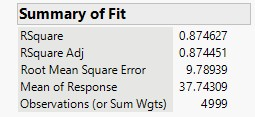 Summary of Fit
RSquare 0.874627
RSquare Adj 0.874451
Root Mean Square Error 9.78939
Mean of Response 37.74309
Observations (or Sum Wgts) 4999